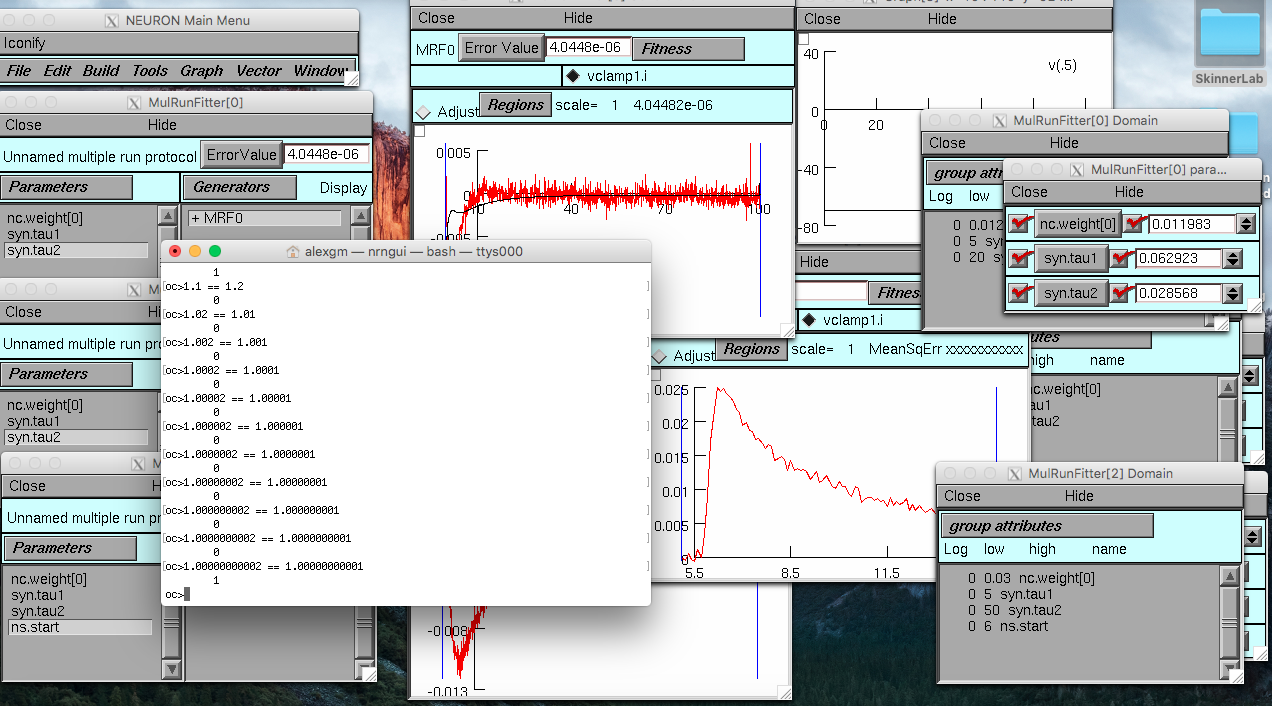 NEURON Main Menu
Iconify
File Edit Build Tools Graph Vector Window
MulRunFitter[0]
Close Hide
Unnamed multiple run protocol ErrorValue 4.0448e-06
Parameters Generators Display
nc.weight[0]
syn.tau1
syn.tau2
+ MRF0
Close Hide
MRF0 Error Value 4.0448e-06 Fitness
vclamp1.i
Adjust Regions scale= 1 4.04482e-06
0.005
0
40
80
-0.005
Close Hide
40
v(.5)
0
0 20
-40
-80
SkinnerLab
MulRunFitter[0] Domain
Close Hide
group attri
Log low
0 0.012
0 5 syn
0 20 sy
MulRunFitter[0] para...
Close Hide
nc.weight[0] 0.011983
syn.tau1 0.062923
syn.tau2 0.028568
alexgm — nrngui — bash — ttys000
1
oc>1.1 == 1.2
0
oc>1.02 == 1.01
0
oc>1.002 == 1.001
0
oc>1.0002 == 1.0001
0
oc>1.00002 == 1.00001
0
oc>1.000002 == 1.000001
0
oc>1.0000002 == 1.0000001
0
oc>1.00000002 == 1.00000001
0
oc>1.000000002 == 1.000000001
0
oc>1.0000000002 == 1.0000000001
0
oc>1.00000000002 == 1.00000000001
1
oc>
Close
Unnamed multiple run pr
Parameters
nc.weight[0]
syn.tau1
syn.tau2
Close
Unnamed multiple run pr
Parameters
nc.weight[0]
syn.tau1
syn.tau2
ns.start
Hide
Fitness
vclamp1.i
Adjust Regions scale= 1 MeanSqErr xxxxxxxxxxx
0.025
0.02
0.015
0.01
0.005
0
5.5 8.5 11.5
-0.008
-0.013
butes
high name
nc.weight[0]
tau1
tau2
MulRunFitter[2] Domain
Close Hide
group attributes
Log low high name
0 0.03 nc.weight[0]
0 5 syn.tau1
0 50 syn.tau2
0 6 ns.start